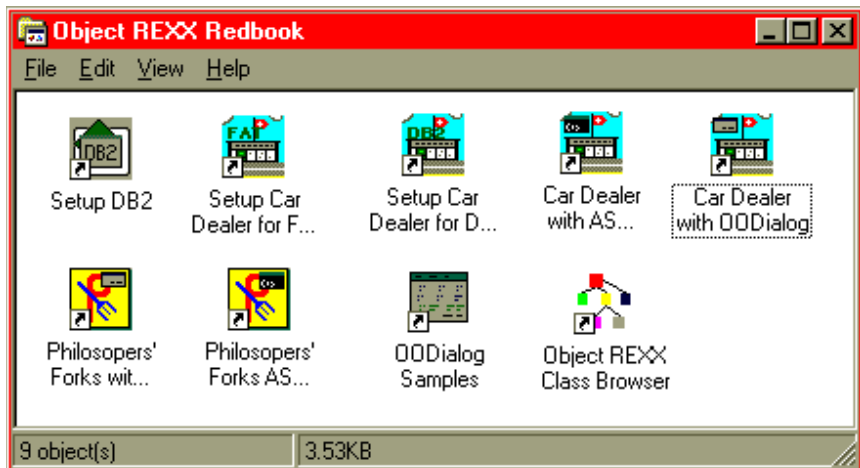 Object REXX Redbook
File Edit View Help
DB2
FAT
DB2
Setup DB2
Setup Car
Dealer for F...
Setup Car
Dealer for D...
Car Dealer
with AS...
Car Dealer
with OODialog
Philosopers'
Forks wit...
Philosopers'
Forks AS...
OODialog
Samples
Object REXX
Class Browser
9 object(s) 3.53KB